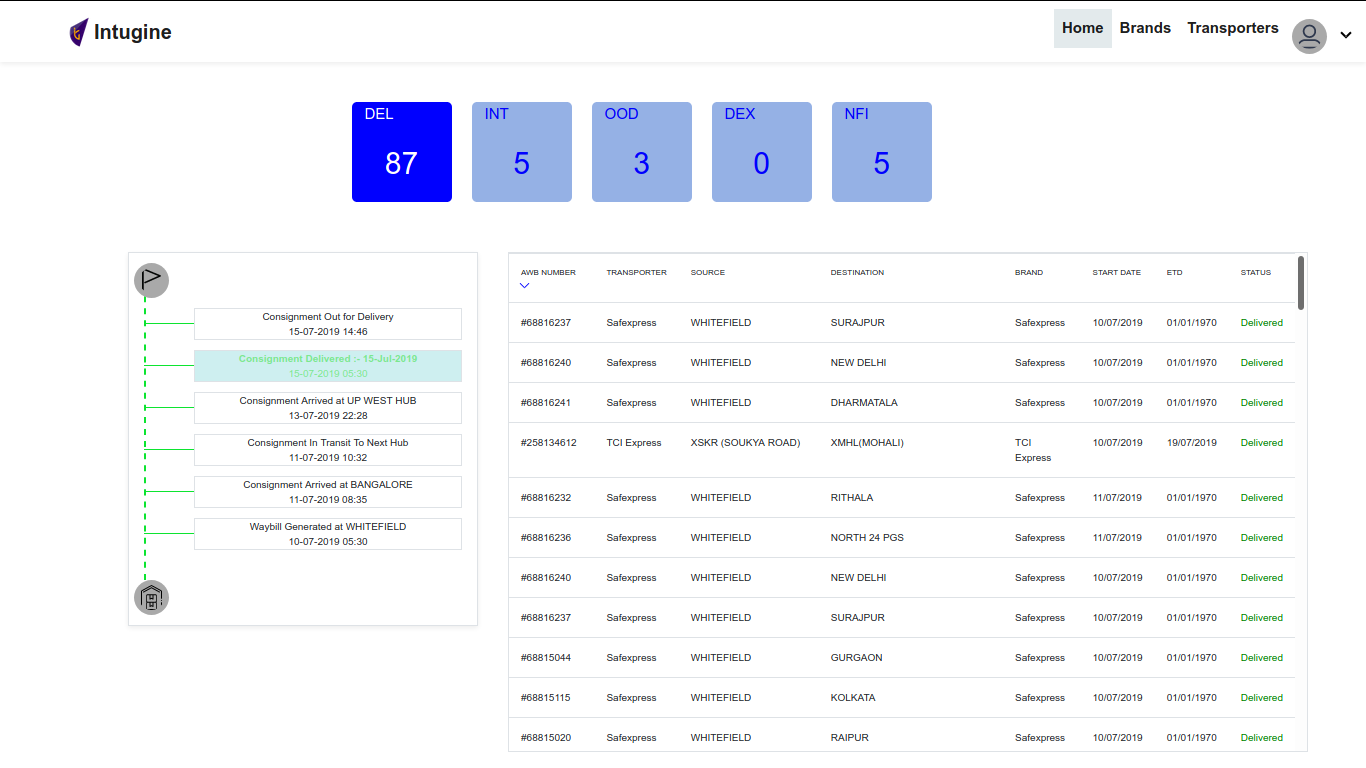 Intugine
Home Brands Transporters
DEL INT OOD DEX NFI
87 5 3 0 5
Consignment Out for Delivery
15-07-2019 14:46
Consignment Delivered :- 15-Jul-2019
15-07-2019 05:30
Consignment Arrived at UP WEST HUB
13-07-2019 22:28
Consignment In Transit To Next Hub
11-07-2019 10:32
Consignment Arrived at BANGALORE
11-07-2019 08:35
Waybill Generated at WHITEFIELD
10-07-2019 05:30
AWB NUMBER TRANSPORTER SOURCE DESTINATION BRAND START DATE ETD STATUS
#68816237 Safexpress WHITEFIELD SURAJPUR Safexpress 10/07/2019 01/01/1970 Delivered
#68816240 Safexpress WHITEFIELD NEW DELHI Safexpress 10/07/2019 01/01/1970 Delivered
#68816241 Safexpress WHITEFIELD DHARMATALA Safexpress 10/07/2019 01/01/1970 Delivered
#258134612 TCI Express XSKR (SOUKYA ROAD) XMHL(MOHALI) TCI 10/07/2019 19/07/2019 Delivered
Express
#68816232 Safexpress WHITEFIELD RITHALA Safexpress 11/07/2019 01/01/1970 Delivered
#68816236 Safexpress WHITEFIELD NORTH 24 PGS Safexpress 11/07/2019 01/01/1970 Delivered
#68816240 Safexpress WHITEFIELD NEW DELHI Safexpress 10/07/2019 01/01/1970 Delivered
#68816237 Safexpress WHITEFIELD SURAJPUR Safexpress 10/07/2019 01/01/1970 Delivered
#68815044 Safexpress WHITEFIELD GURGAON Safexpress 10/07/2019 01/01/1970 Delivered
#68815115 Safexpress WHITEFIELD KOLKATA Safexpress 10/07/2019 01/01/1970 Delivered
#68815020 Safexpress WHITEFIELD RAIPUR Safexpress 10/07/2019 01/01/1970 Delivered